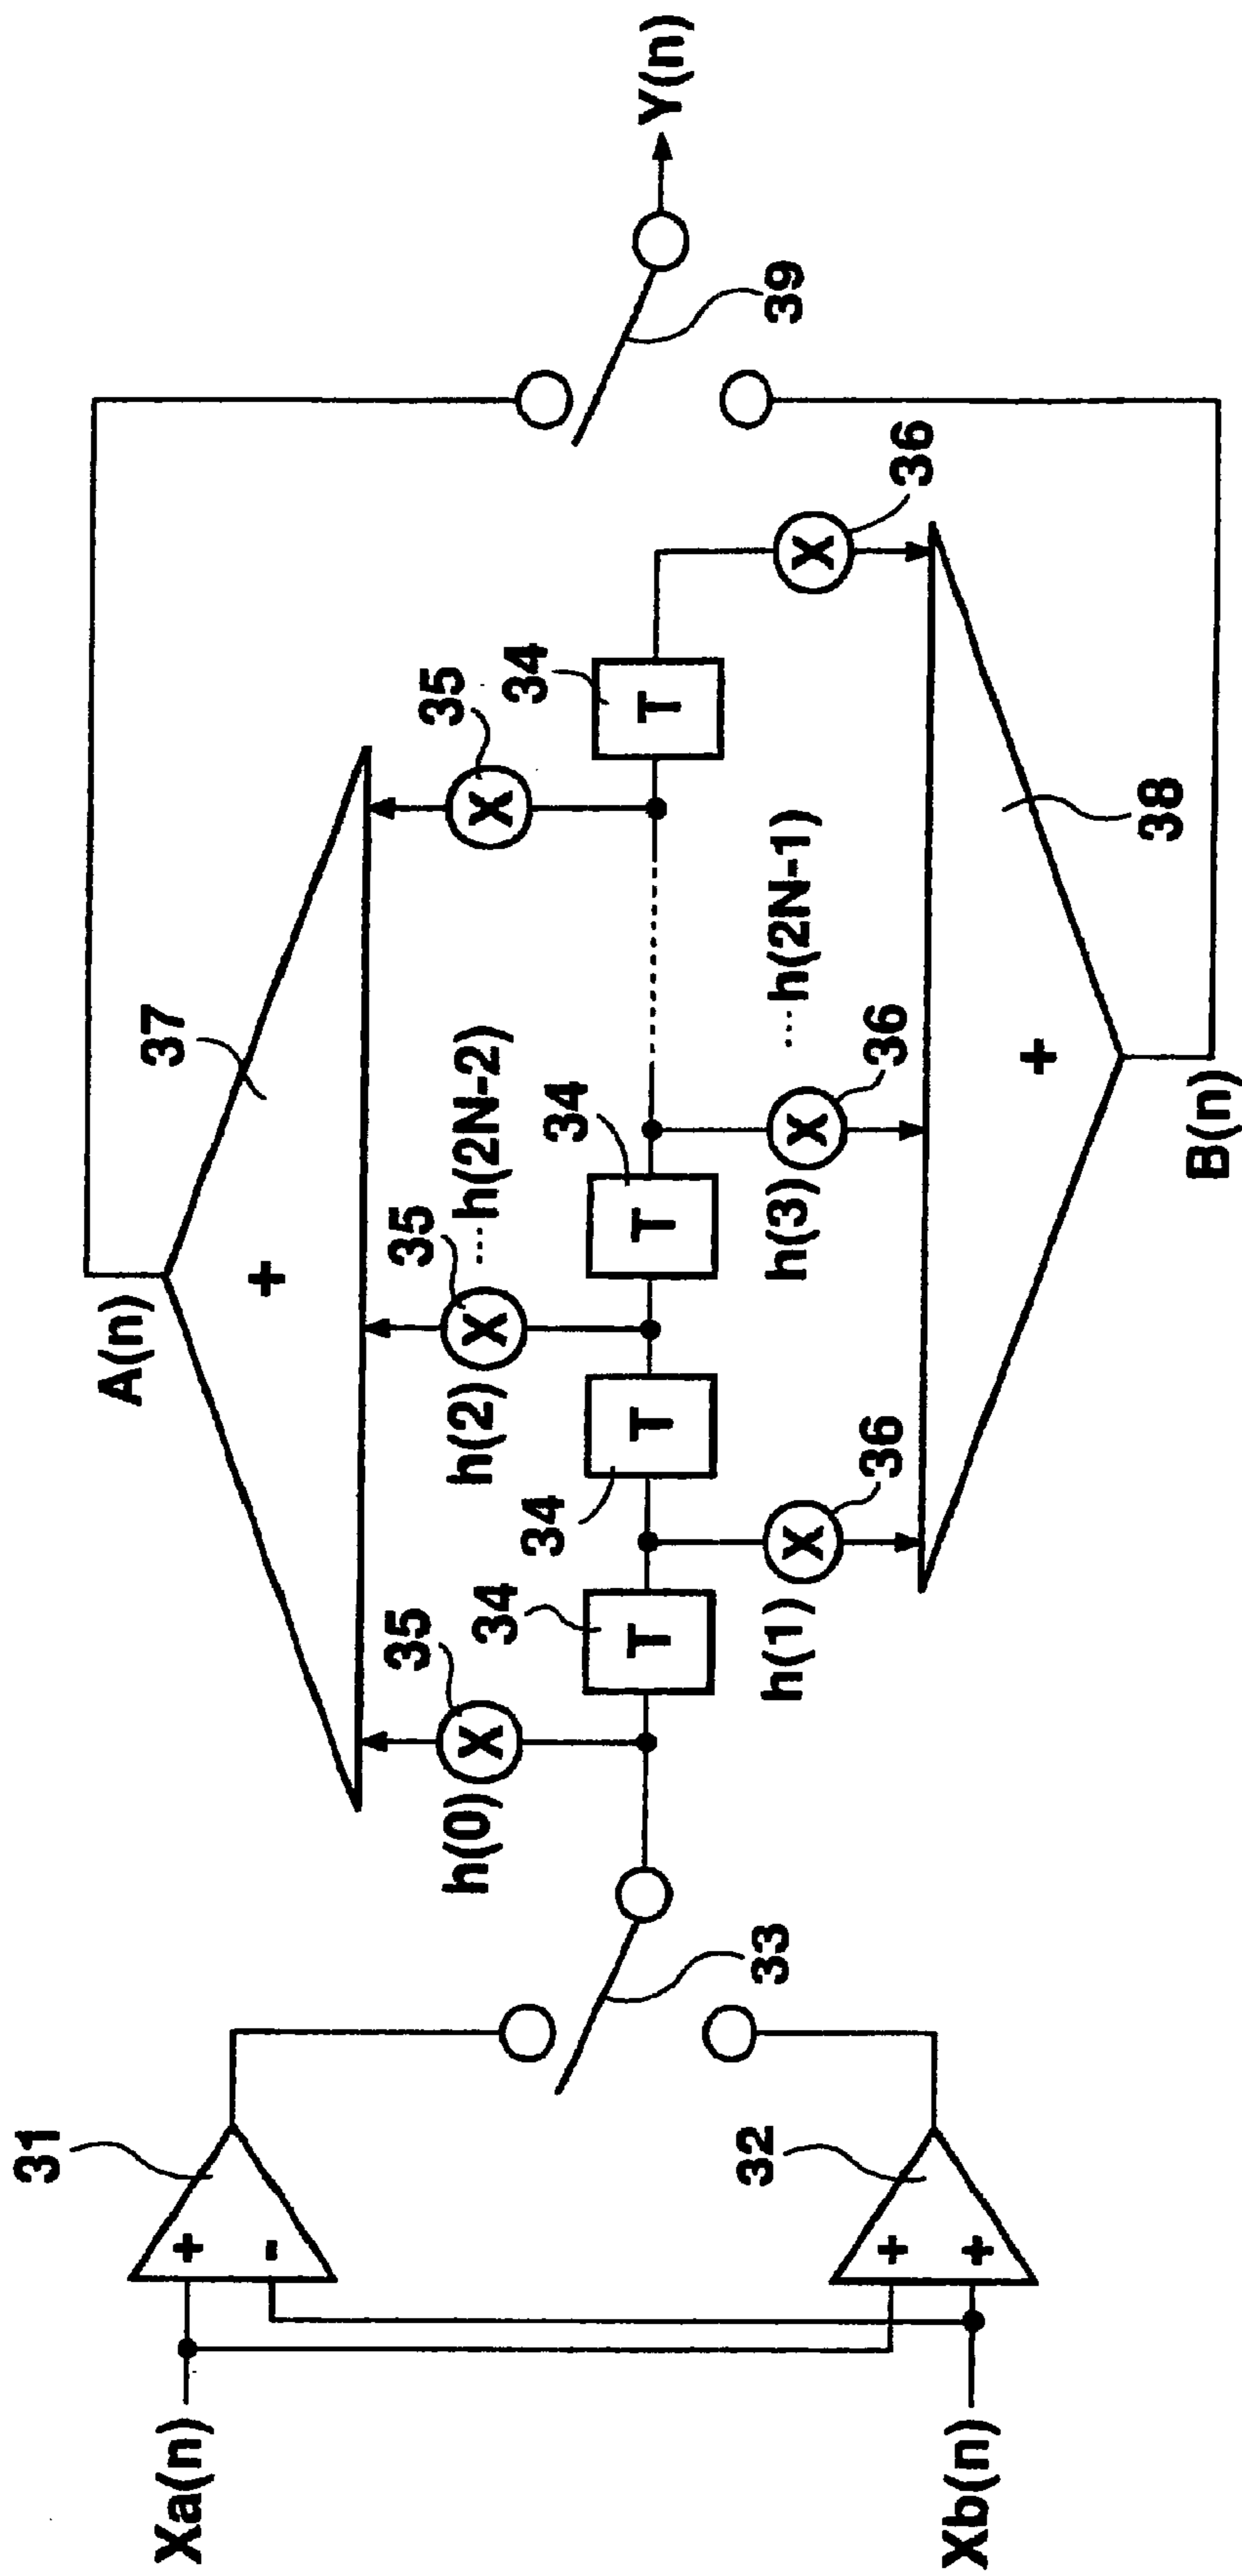 Xa(n)
Xb(n)
31
+
-
32
+
+
33
A(n)
37
+
h(0)
35
X
h(2)
35
X
....h(2N-2)
35
X
34
T
34
T
34
T
34
T
h(1)
36
X
h(3)
36
X
....h(2N-1)
36
X
+
38
B(n)
39
Y(n)